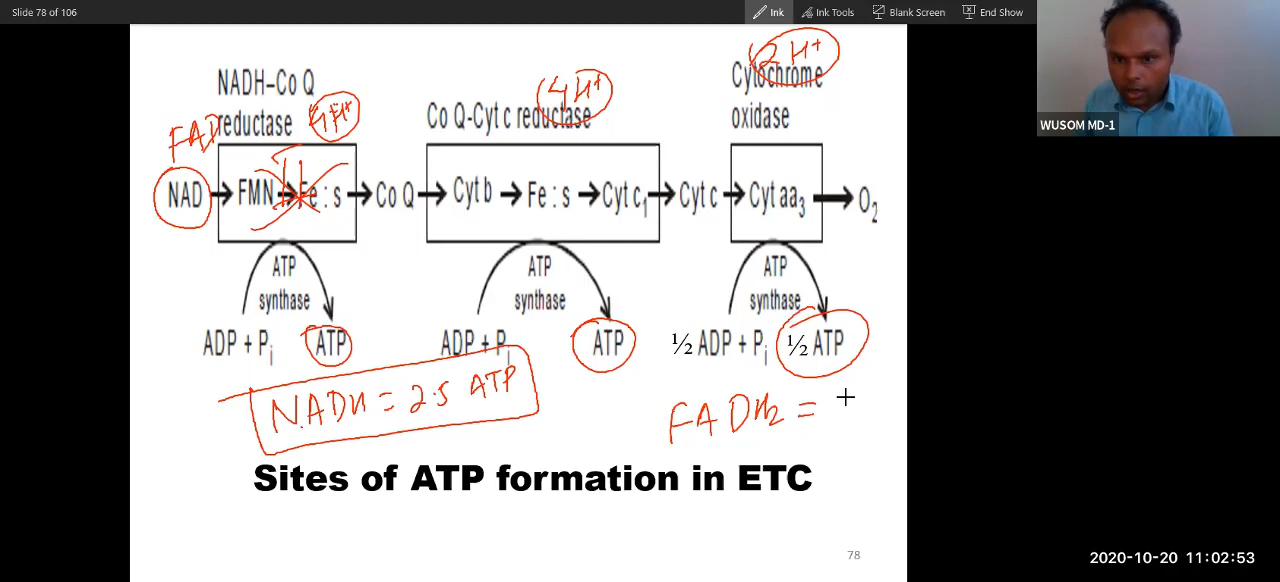 Slide 78 of 106
Ink
Ink Tools
Blank Screen
End Show
WUSOM MD-1
NADH–Co Q
reductase
4H+
Co Q-Cyt c reductase
4H+
Cytochrome
oxidase
2H+
FAD
NAD → FMN → Fe : s → Co Q → Cyt b → Fe : s → Cyt c1 → Cyt c → Cyt aa3 → O2
ATP
synthase
ADP + Pi ATP
ATP
synthase
ADP + Pi ATP
ATP
synthase
½ ADP + Pi ½ ATP
NADH = 2.5 ATP
FADH2 =
Sites of ATP formation in ETC
78
2020-10-20 11:02:53